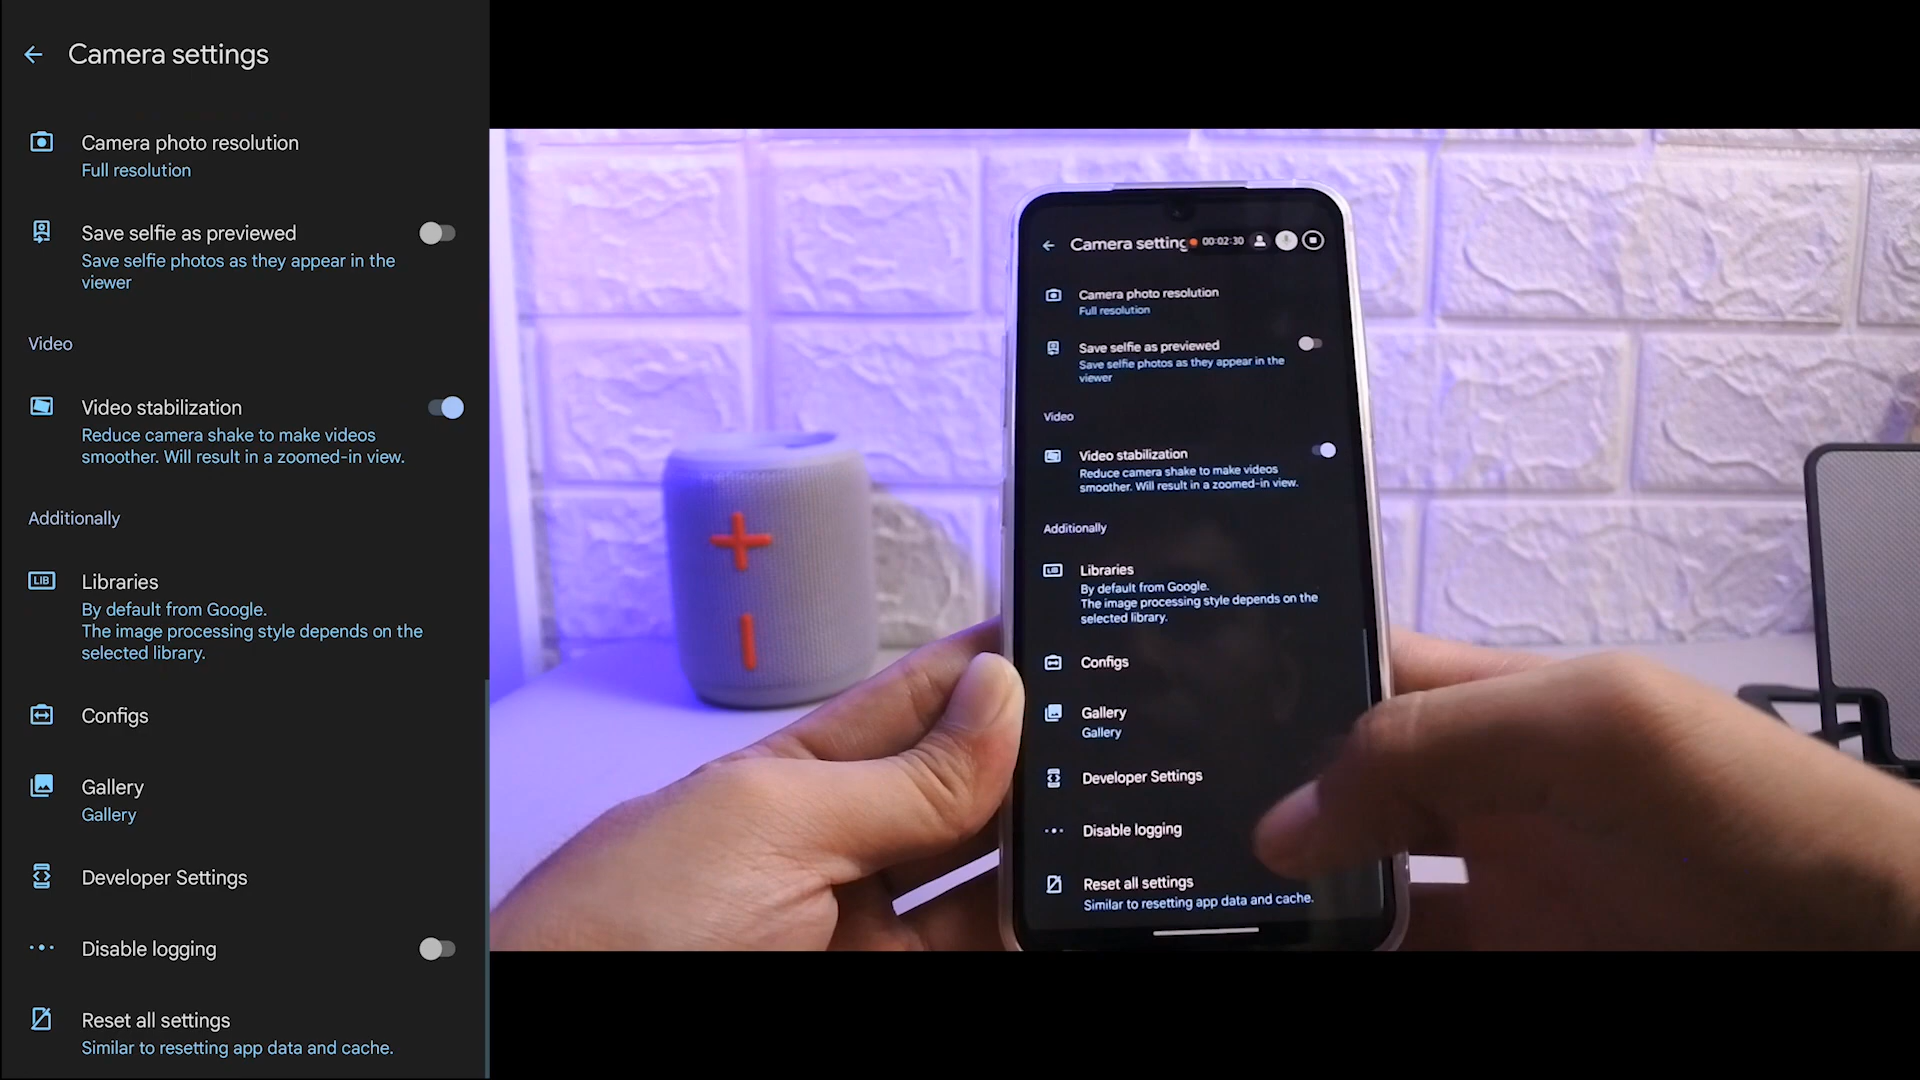 Camera settings
Camera photo resolution
Full resolution
Save selfie as previewed
Save selfie photos as they appear in the
viewer
Video
Video stabilization
Reduce camera shake to make videos
smoother. Will result in a zoomed-in view.
Additionally
LIB
Libraries
By default from Google.
The image processing style depends on the
selected library.
Configs
Gallery
Gallery
Developer Settings
Disable logging
Reset all settings
Similar to resetting app data and cache.
Camera setting
00:02:30
Camera photo resolution
Full resolution
Save selfie as previewed
Save selfie photos as they appear in the
viewer
Video
Video stabilization
Reduce camera shake to make videos
smoother. Will result in a zoomed-in view.
Additionally
LIB
Libraries
By default from Google.
The image processing style depends on the
selected library.
Configs
Gallery
Gallery
Developer Settings
Disable logging
Reset all settings
Similar to resetting app data and cache.